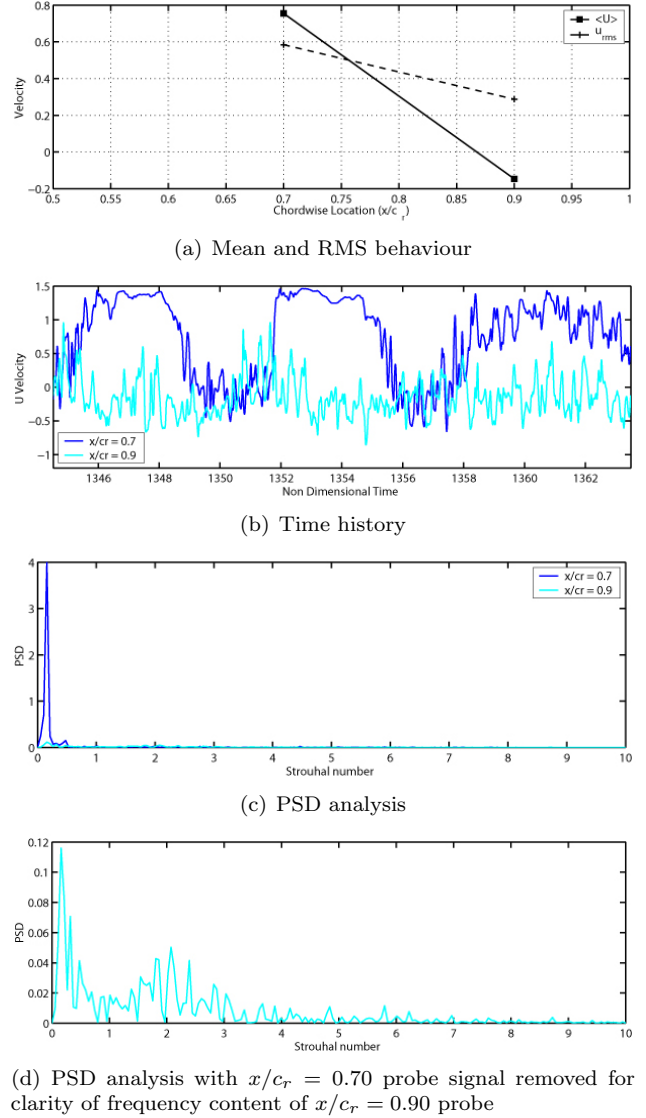 0.8
<U>
u_rms
0.6
0.4
Velocity
0.2
0
−0.2
0.5 0.55 0.6 0.65 0.7 0.75 0.8 0.85 0.9 0.95 1
Chordwise Location (x/c_r)
(a) Mean and RMS behaviour
1.5
1
0.5
U Velocity
0
−0.5
x/cr = 0.7
x/cr = 0.9
−1
1346 1348 1350 1352 1354 1356 1358 1360 1362
Non Dimensional Time
(b) Time history
4
x/cr = 0.7
x/cr = 0.9
3
PSD
2
1
0
0 1 2 3 4 5 6 7 8 9 10
Strouhal number
(c) PSD analysis
0.12
0.1
0.08
PSD
0.06
0.04
0.02
0
0 1 2 3 4 5 6 7 8 9 10
Strouhal number
(d) PSD analysis with x/c_r = 0.70 probe signal removed for
clarity of frequency content of x/c_r = 0.90 probe